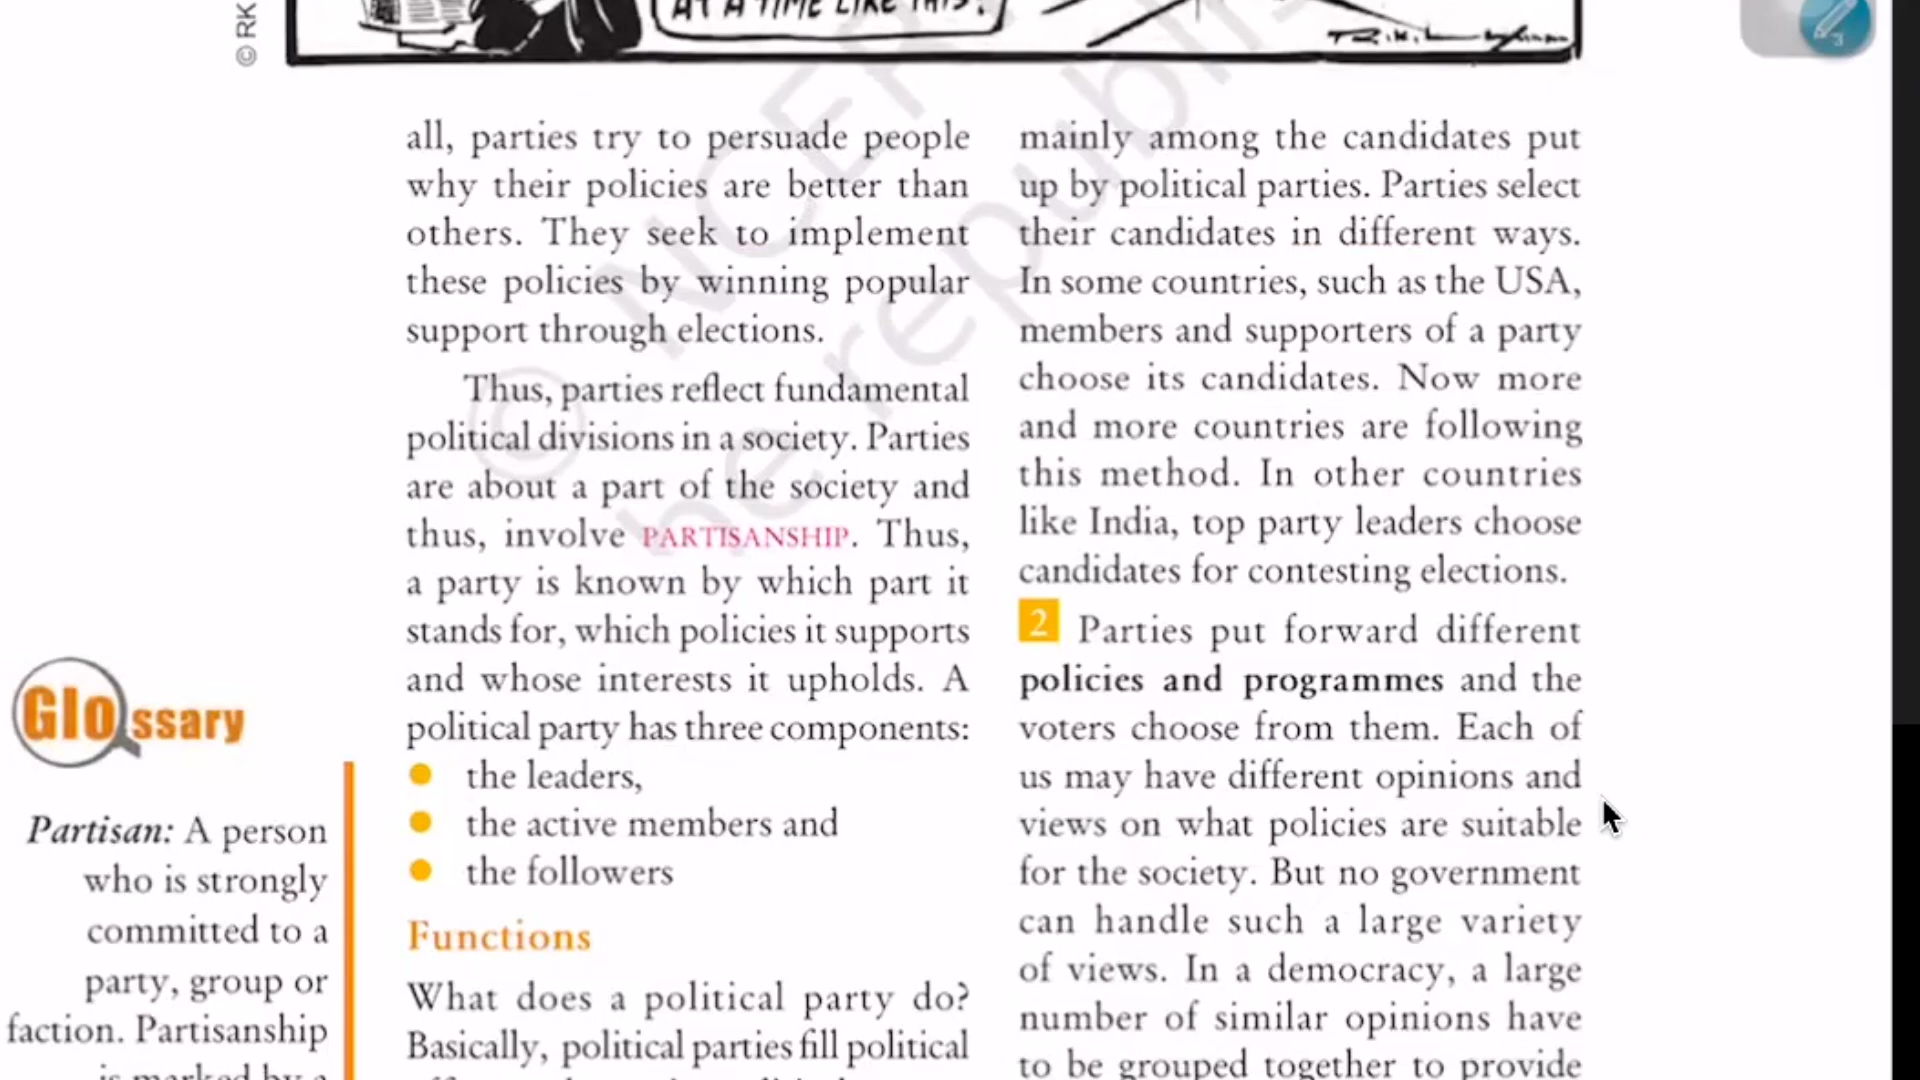 © RK
AT A TIME LIKE THIS!
3
all, parties try to persuade people
why their policies are better than
others. They seek to implement
these policies by winning popular
support through elections.
Thus, parties reflect fundamental
political divisions in a society. Parties
are about a part of the society and
thus, involve PARTISANSHIP. Thus,
a party is known by which part it
stands for, which policies it supports
and whose interests it upholds. A
political party has three components:
the leaders,
the active members and
the followers
Functions
What does a political party do?
Basically, political parties fill political
mainly among the candidates put
up by political parties. Parties select
their candidates in different ways.
In some countries, such as the USA,
members and supporters of a party
choose its candidates. Now more
and more countries are following
this method. In other countries
like India, top party leaders choose
candidates for contesting elections.
2 Parties put forward different
policies and programmes and the
voters choose from them. Each of
us may have different opinions and
views on what policies are suitable
for the society. But no government
can handle such a large variety
of views. In a democracy, a large
number of similar opinions have
to be grouped together to provide
Glossary
Partisan: A person
who is strongly
committed to a
party, group or
faction. Partisanship
is marked by a
© NCER
be republis